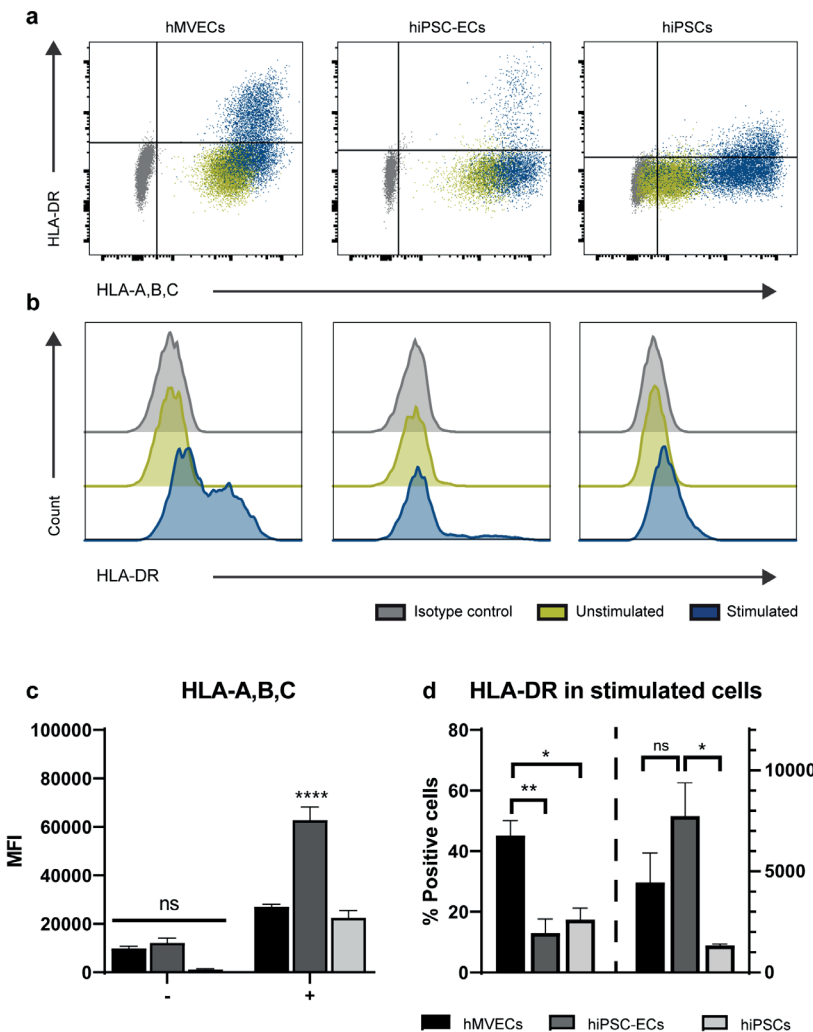 a
hMVECs
hiPSC-ECs
hiPSCs
HLA-DR
HLA-A,B,C
b
Count
HLA-DR
Isotype control
Unstimulated
Stimulated
c
HLA-A,B,C
100000
80000
60000
40000
20000
0
MFI
ns
****
-
+
d
HLA-DR in stimulated cells
80
60
40
20
0
% Positive cells
*
**
ns
*
10000
5000
0
hMVECs
hiPSC-ECs
hiPSCs